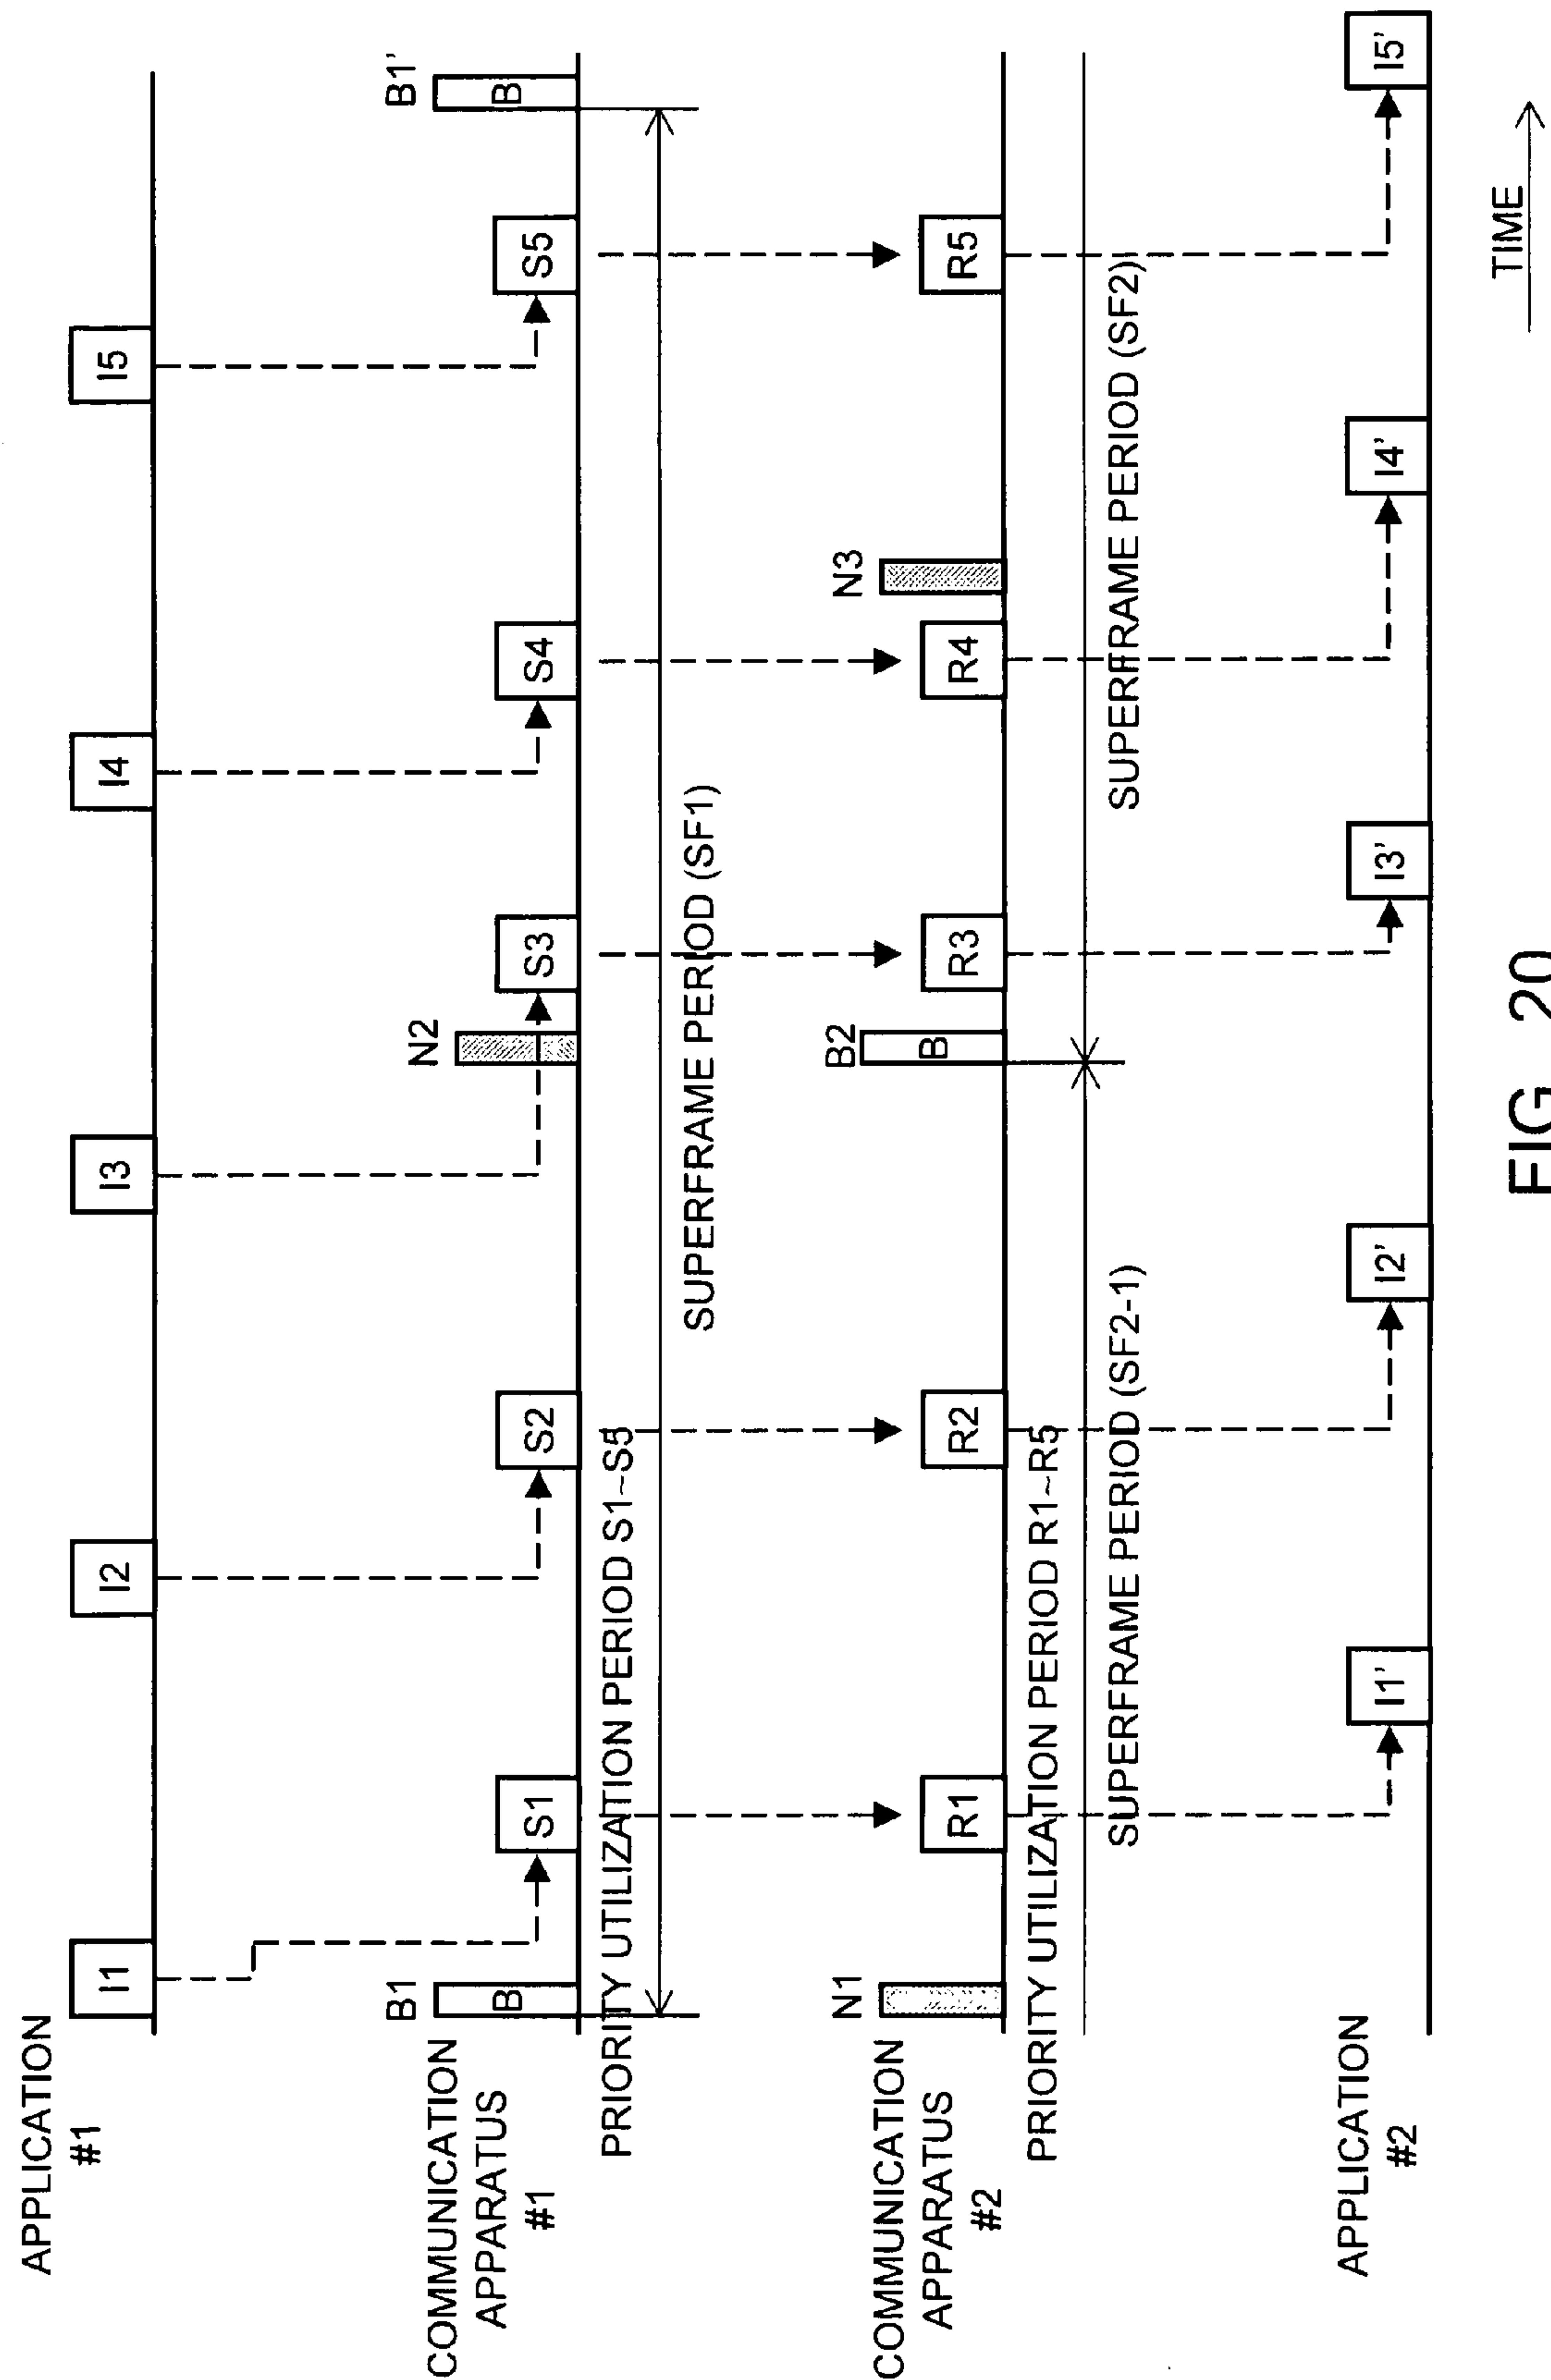 APPLICATION
#1
I1
I2
I3
I4
I5
COMMUNICATION
APPARATUS
#1
B1
B
S1
S2
N2
S3
S4
S5
B1'
B
PRIORITY UTILIZATION PERIOD S1~S5
SUPERFRAME PERIOD (SF1)
COMMUNICATION
APPARATUS
#2
N1
R1
R2
B2
B
R3
R4
N3
R5
PRIORITY UTILIZATION PERIOD R1~R5
SUPERFRAME PERIOD (SF2-1)
SUPERFRAME PERIOD (SF2)
APPLICATION
#2
I1'
I2'
I3'
I4'
I5'
TIME
FIG. 20